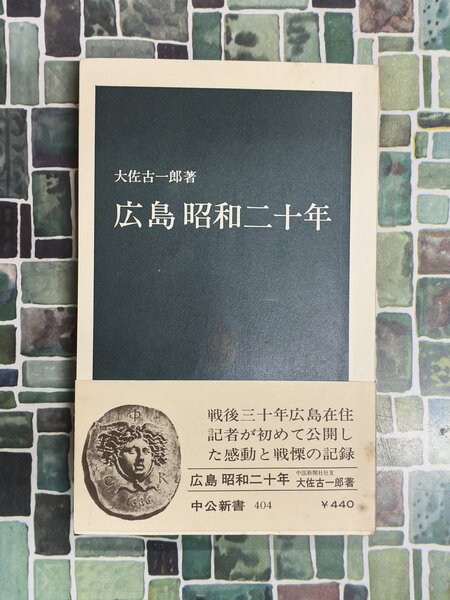 大佐古一郎著
広島 昭和二十年
戦後三十年広島在住
記者が初めて公開し
た感動と戦慄の記録
広島 昭和二十年 中国新聞社社友 大佐古一郎著
中公新書 404 ¥440